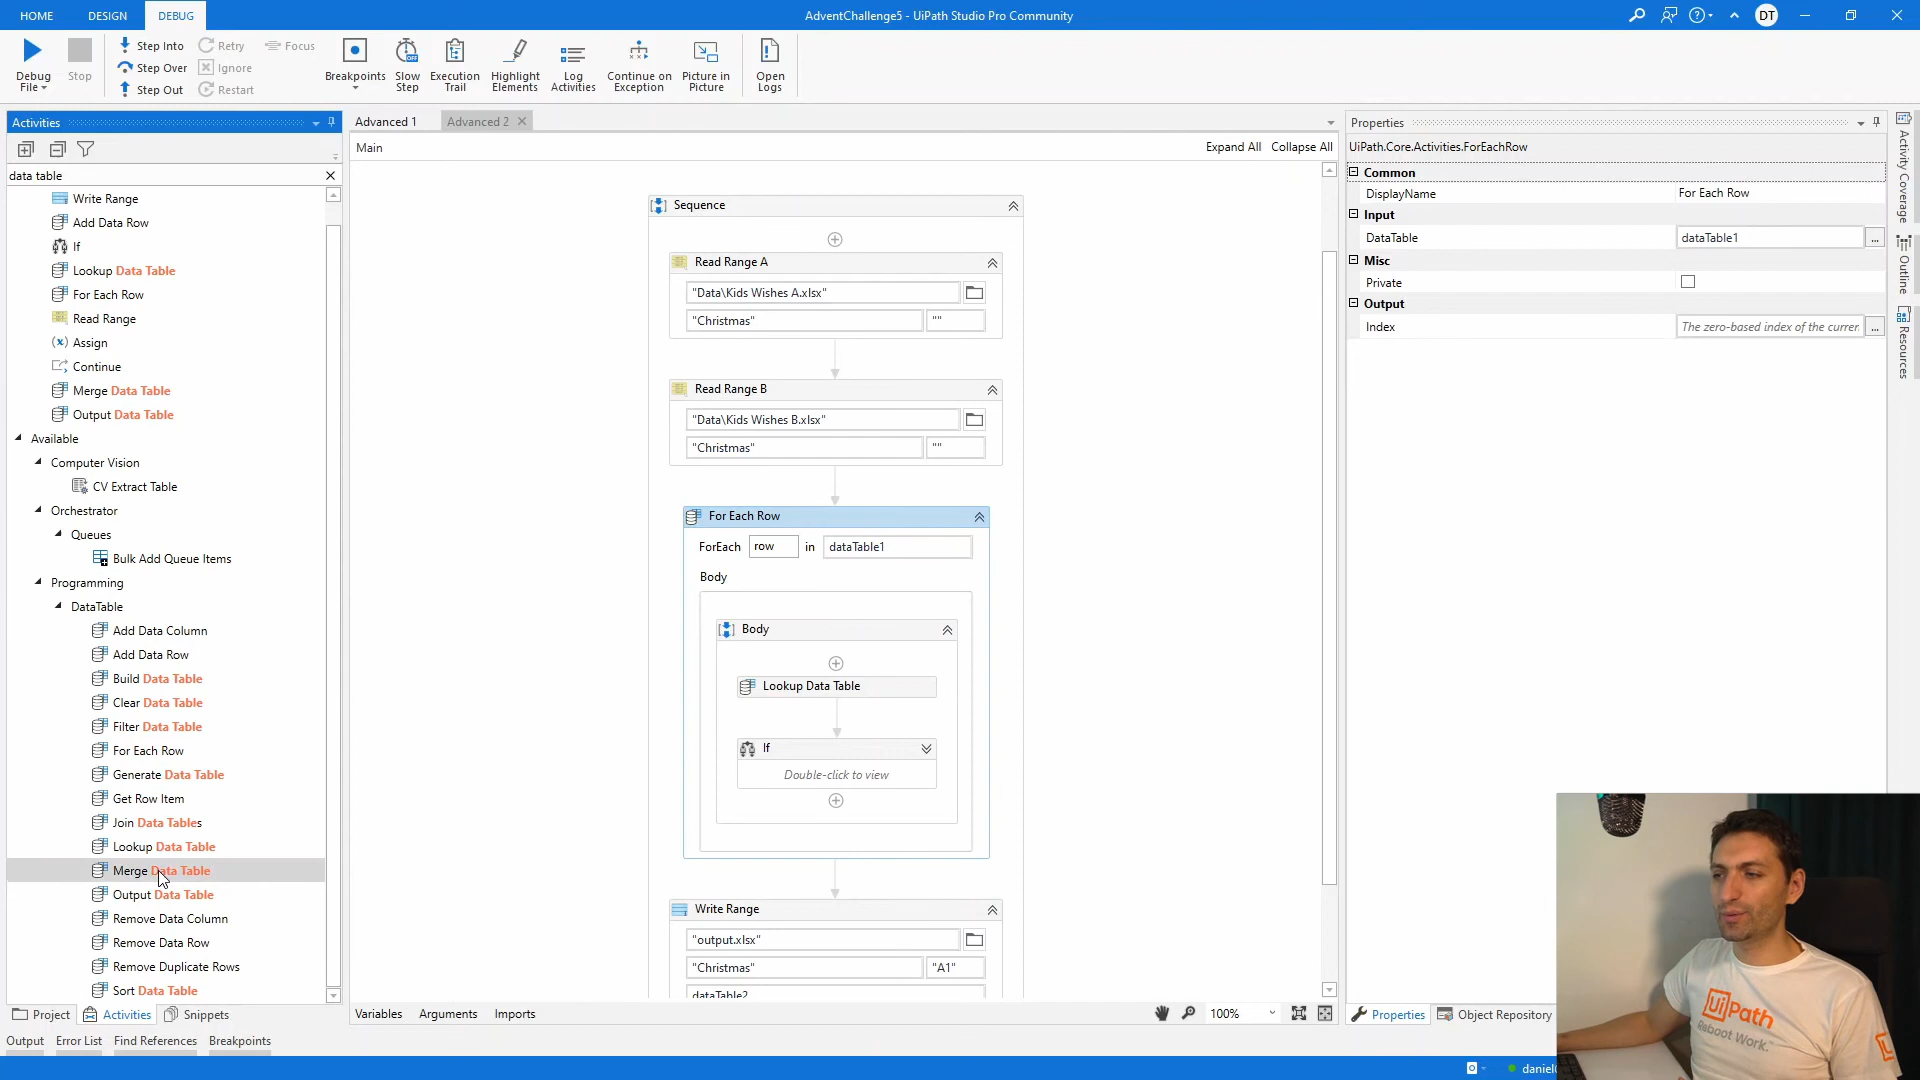 HOME DESIGN DEBUG
AdventChallenge5 - UiPath Studio Pro Community
DT
Debug File
Stop
Step Into
Step Over
Step Out
Retry
Ignore
Restart
Focus
Breakpoints
Slow Step
Execution Trail
Highlight Elements
Log Activities
Continue on Exception
Picture in Picture
Open Logs
Activities
data table
Write Range
Add Data Row
If
Lookup Data Table
For Each Row
Read Range
Assign
Continue
Merge Data Table
Output Data Table
Available
Computer Vision
CV Extract Table
Orchestrator
Queues
Bulk Add Queue Items
Programming
DataTable
Add Data Column
Add Data Row
Build Data Table
Clear Data Table
Filter Data Table
For Each Row
Generate Data Table
Get Row Item
Join Data Tables
Lookup Data Table
Merge Data Table
Output Data Table
Remove Data Column
Remove Data Row
Remove Duplicate Rows
Sort Data Table
Project Activities Snippets
Output Error List Find References Breakpoints
Advanced 1 Advanced 2
Main
Expand All Collapse All
Sequence
Read Range A
"Data\Kids Wishes A.xlsx"
"Christmas" ""
Read Range B
"Data\Kids Wishes B.xlsx"
"Christmas" ""
For Each Row
ForEach row in dataTable1
Body
Body
Lookup Data Table
If
Double-click to view
Write Range
"output.xlsx"
"Christmas" "A1"
dataTable2
Variables Arguments Imports
100%
Properties
UiPath.Core.Activities.ForEachRow
Common
DisplayName For Each Row
Input
DataTable dataTable1 ...
Misc
Private
Output
Index The zero-based index of the curren ...
Properties Object Repository
Activity Coverage
Outline
Resources
UiPath
Reboot Work.